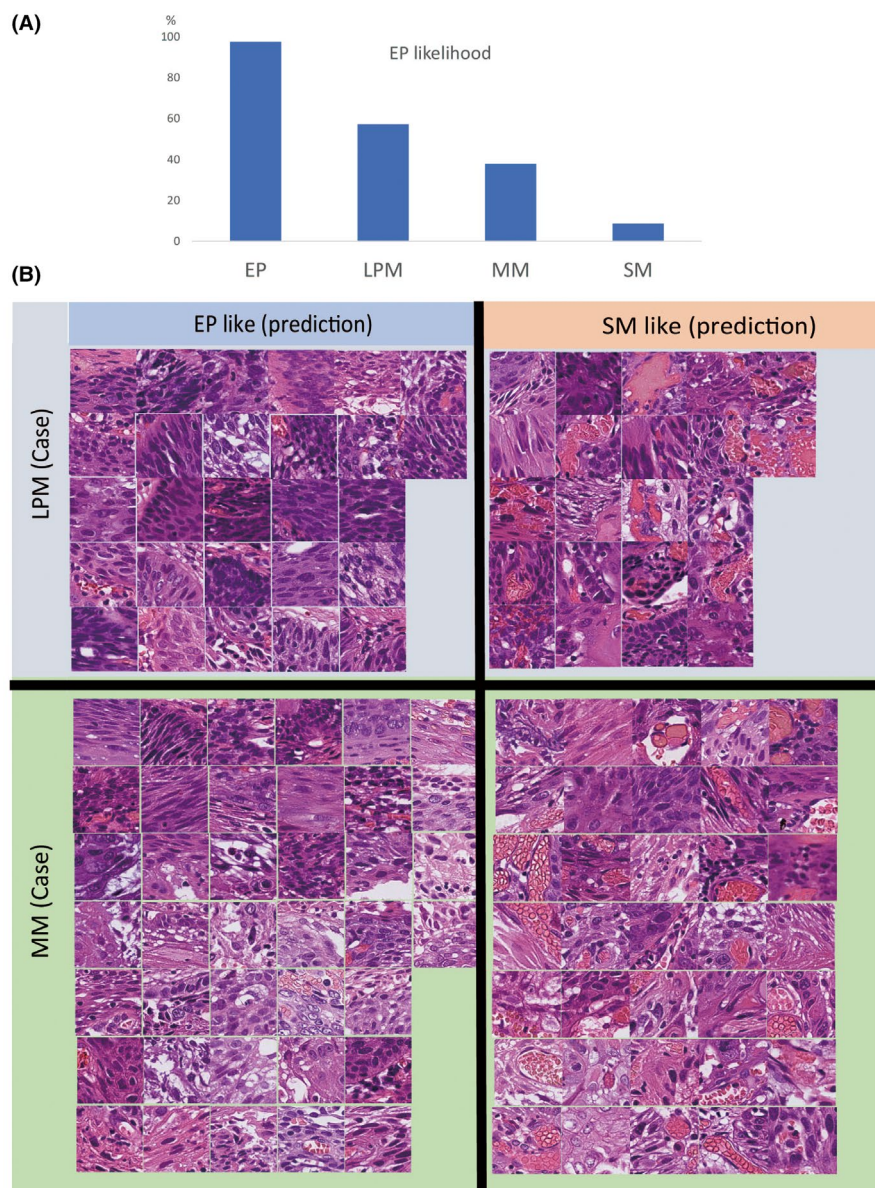 (A)
%
EP likelihood
100
80
60
40
20
0
EP LPM MM SM
(B)
EP like (prediction) SM like (prediction)
LPM (Case)
MM (Case)